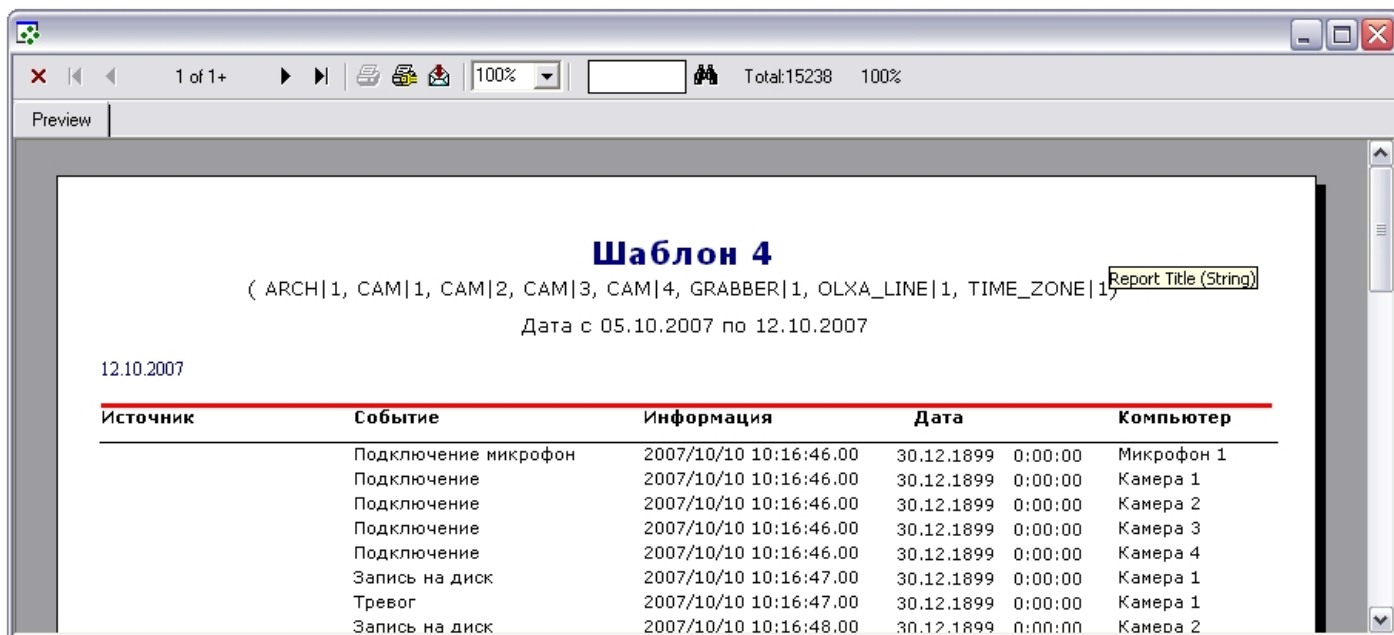 1 of 1+ 100% Total:15238 100%
Preview
Шаблон 4
( ARCH|1, CAM|1, CAM|2, CAM|3, CAM|4, GRABBER|1, OLXA_LINE|1, TIME_ZONE|1)
Report Title (String)
Дата с 05.10.2007 по 12.10.2007
12.10.2007
Источник Событие Информация Дата Компьютер
Подключение микрофон 2007/10/10 10:16:46.00 30.12.1899 0:00:00 Микрофон 1
Подключение 2007/10/10 10:16:46.00 30.12.1899 0:00:00 Камера 1
Подключение 2007/10/10 10:16:46.00 30.12.1899 0:00:00 Камера 2
Подключение 2007/10/10 10:16:46.00 30.12.1899 0:00:00 Камера 3
Подключение 2007/10/10 10:16:46.00 30.12.1899 0:00:00 Камера 4
Запись на диск 2007/10/10 10:16:47.00 30.12.1899 0:00:00 Камера 1
Тревог 2007/10/10 10:16:47.00 30.12.1899 0:00:00 Камера 1
Запись на диск 2007/10/10 10:16:48.00 30.12.1899 0:00:00 Камера 2